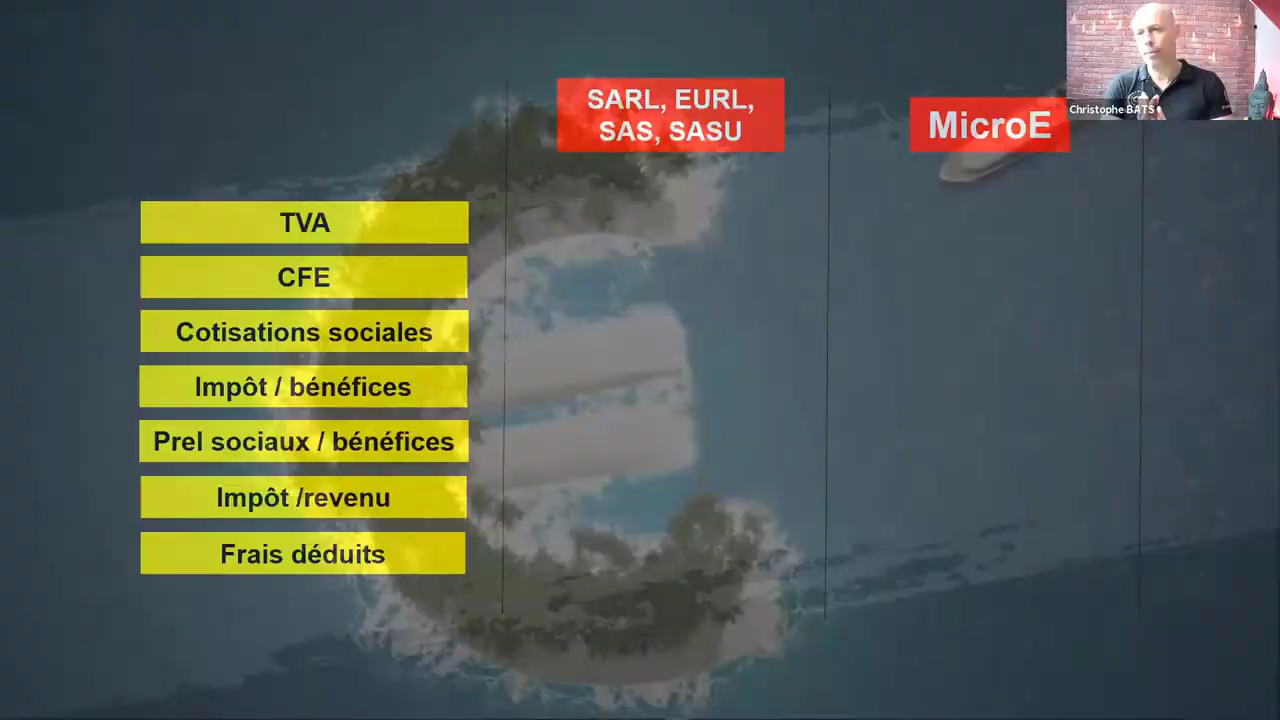 SARL, EURL,
SAS, SASU
MicroE
Christophe BATS
TVA
CFE
Cotisations sociales
Impôt / bénéfices
Prel sociaux / bénéfices
Impôt /revenu
Frais déduits